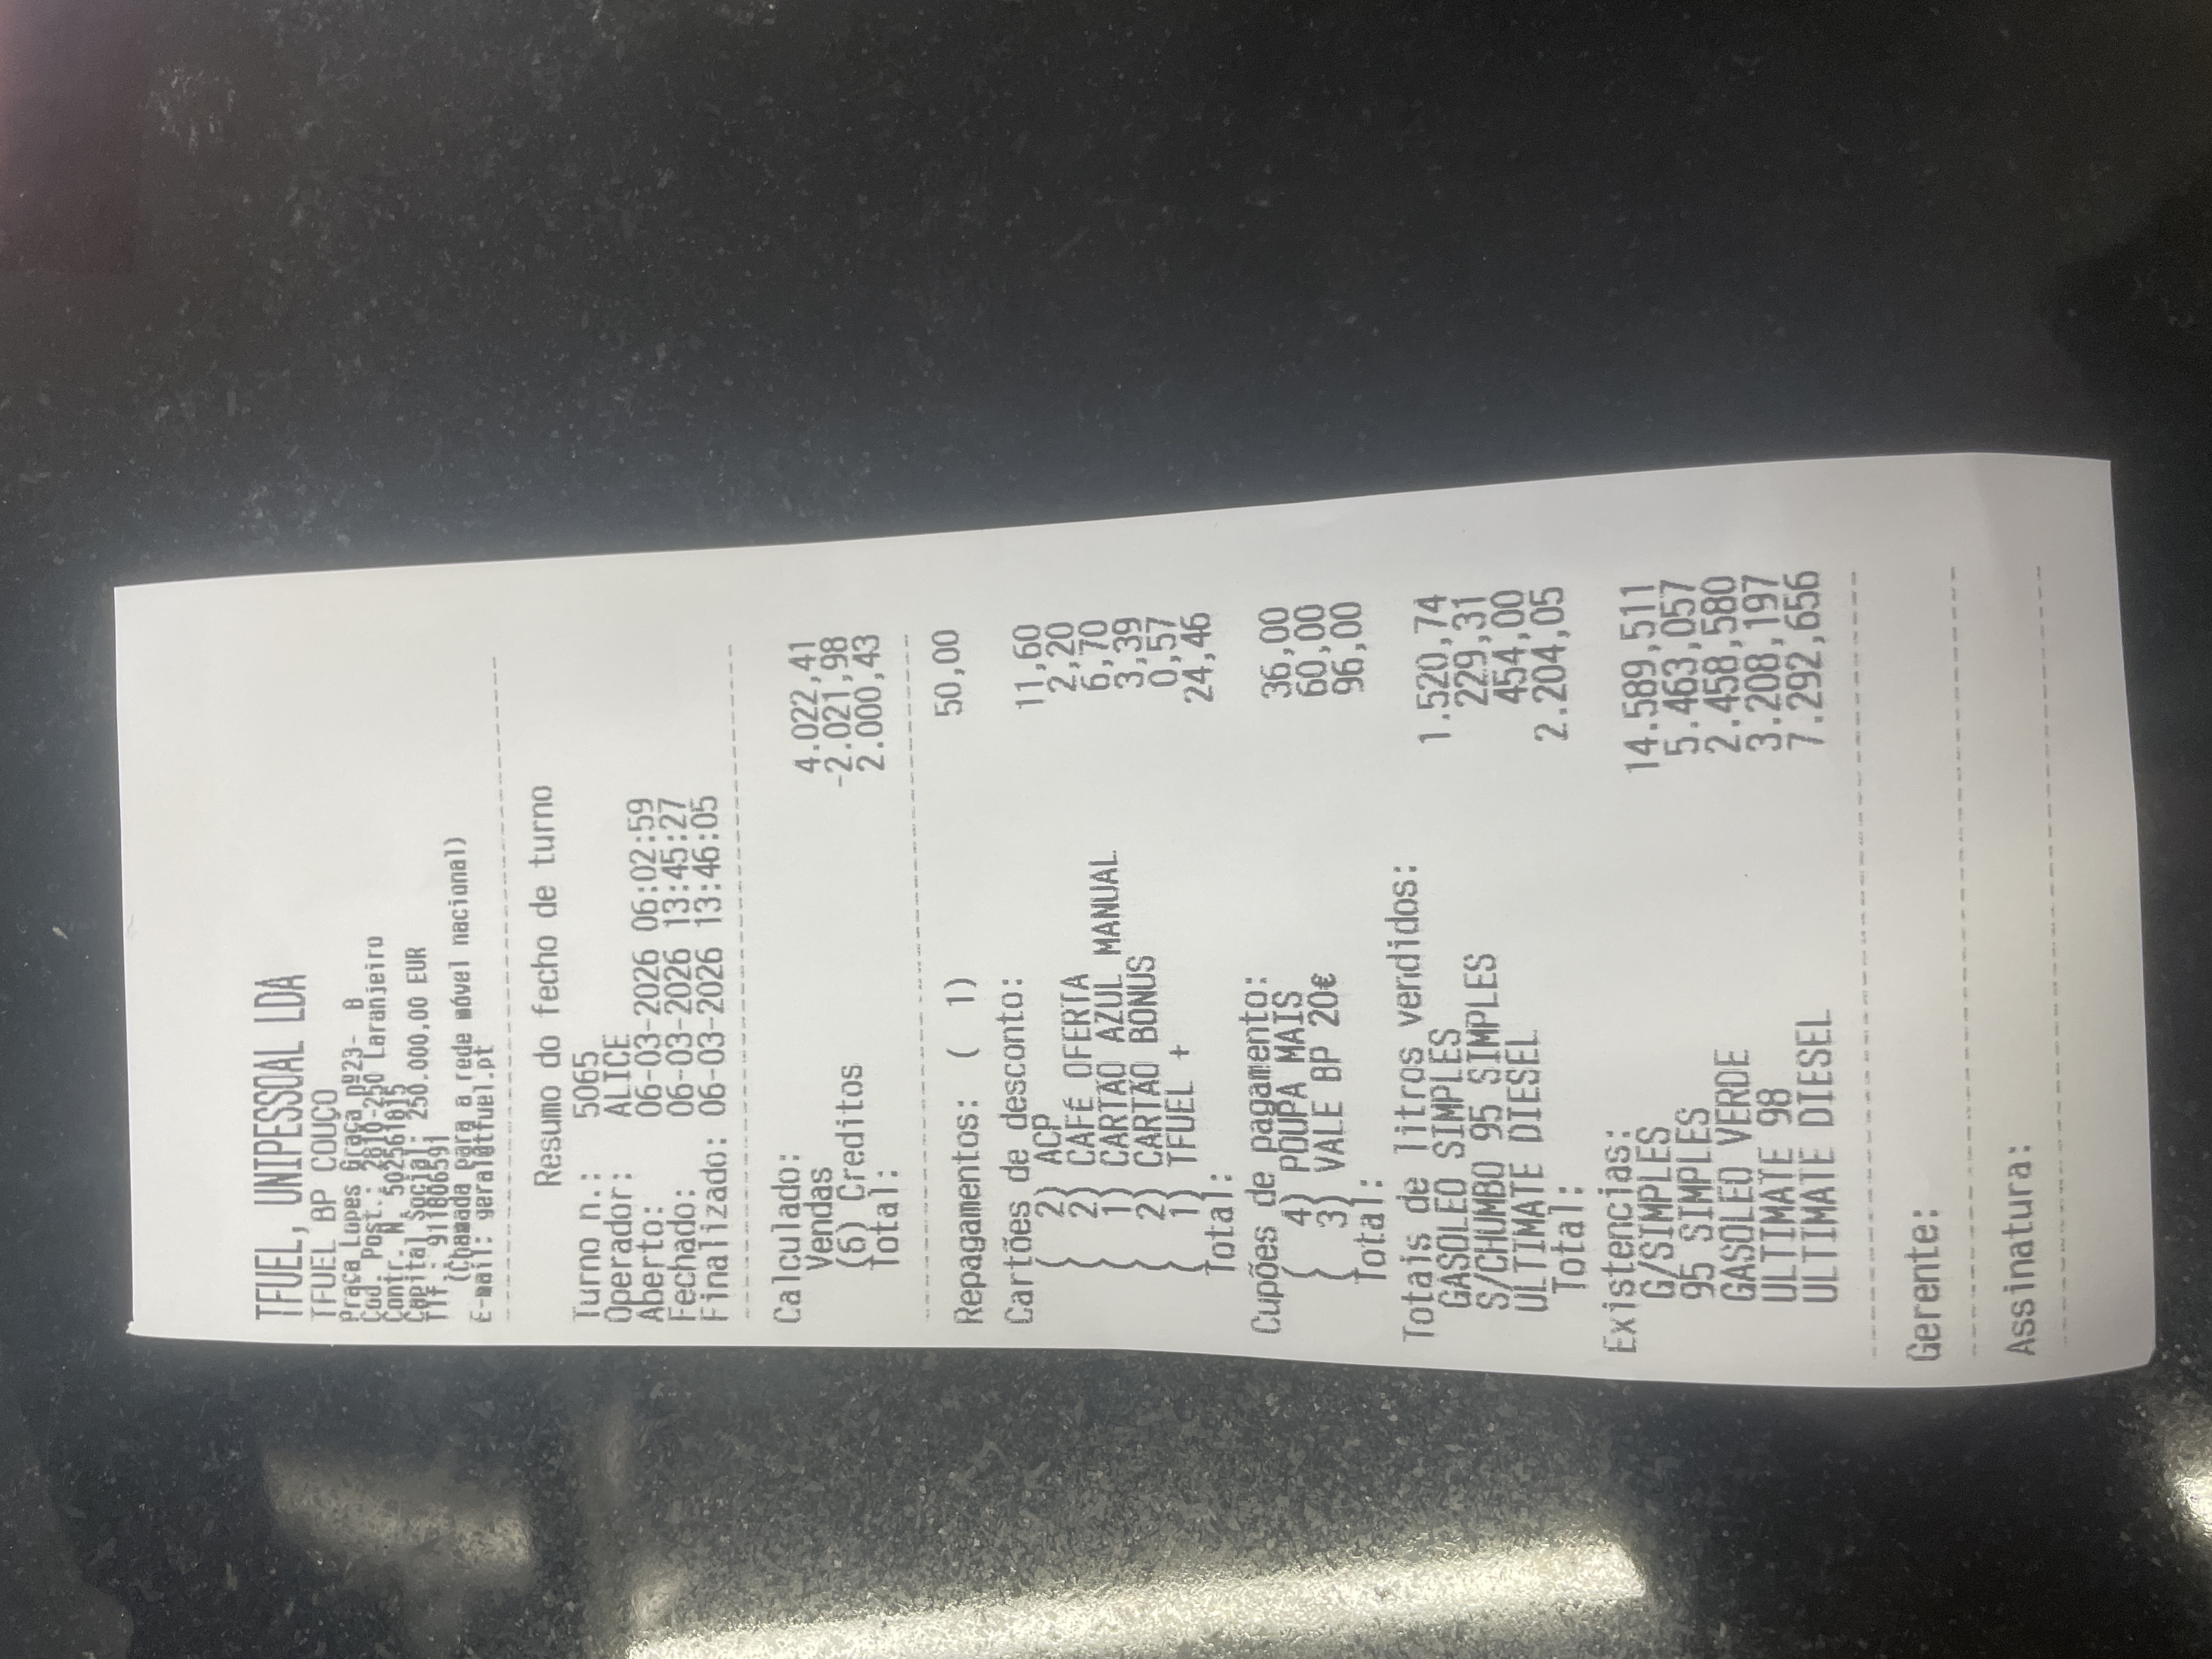 TFUEL, UNIPESSOAL LDA
TFUEL BP COUÇO
Praça Lopes Graça nº23- B
Cod. Post.: 2810-250 Laranjeiro
Contr. Nº 502561815
Capital Social: 250.000,00 EUR
Tlf.: 911806591
(Chamada para a rede móvel nacional)
E-mail: geral@tfuel.pt
Resumo do fecho de turno
Turno n.: 5065
Operador: ALICE
Aberto: 06-03-2026 06:02:59
Fechado: 06-03-2026 13:45:27
Finalizado: 06-03-2026 13:46:05
Calculado:
Vendas 4.022,41
(6) Creditos -2.021,98
Total: 2.000,43
Repagamentos: ( 1) 50,00
Cartões de desconto:
( 2) ACP 11,60
( 2) CAFÉ OFERTA 2,20
( 1) CARTÃO AZUL MANUAL 6,70
( 2) CARTÃO BONUS 3,39
( 1) TFUEL + 0,57
Total: 24,46
Cupões de pagamento:
( 4) POUPA MAIS 36,00
( 3) VALE BP 20€ 60,00
Total: 96,00
Totais de litros vendidos:
GASOLEO SIMPLES 1.520,74
S/CHUMBO 95 SIMPLES 229,31
ULTIMATE DIESEL 454,00
Total: 2.204,05
Existencias:
G/SIMPLES 14.589,511
95 SIMPLES 5.463,057
GASOLEO VERDE 2.458,580
ULTIMATE 98 3.208,197
ULTIMATE DIESEL 7.292,656
Gerente:
Assinatura: